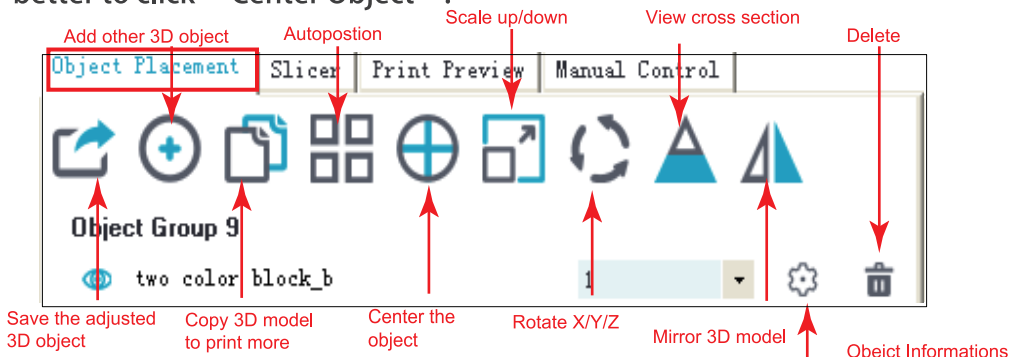 better to click " Center Object " .
Scale up/down
View cross section
Add other 3D object
Autopostion
Delete
Object Placement
Slicer
Print Preview
Manual Control
Object Group 9
two color block_b
1
Save the adjusted
3D object
Copy 3D model
to print more
Center the
object
Rotate X/Y/Z
Mirror 3D model
Obeict Informations